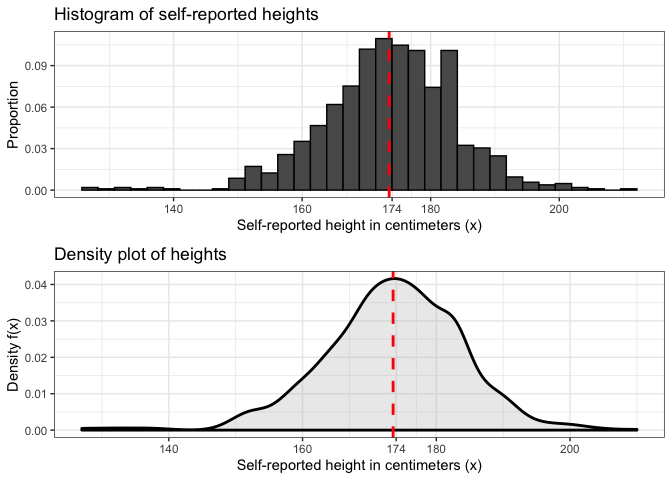 Histogram of self-reported heights
Proportion
0.09
0.06
0.03
0.00
140 160 174 180 200
Self-reported height in centimeters (x)
Density plot of heights
Density f(x)
0.04
0.03
0.02
0.01
0.00
140 160 174 180 200
Self-reported height in centimeters (x)